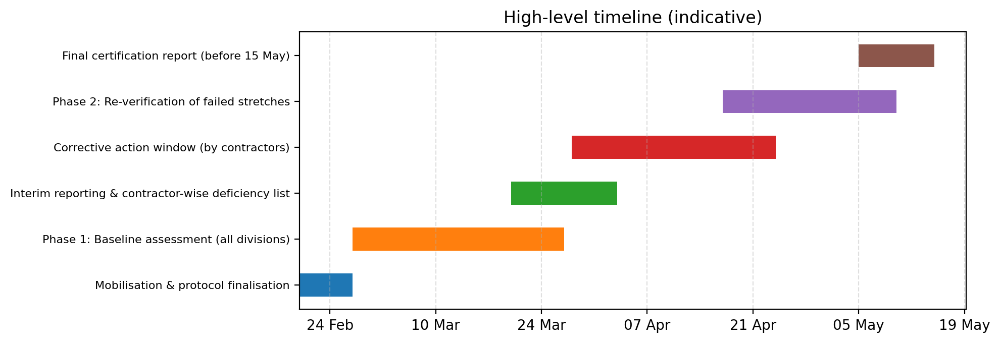 High-level timeline (indicative)
Final certification report (before 15 May)
Phase 2: Re-verification of failed stretches
Corrective action window (by contractors)
Interim reporting & contractor-wise deficiency list
Phase 1: Baseline assessment (all divisions)
Mobilisation & protocol finalisation
24 Feb 10 Mar 24 Mar 07 Apr 21 Apr 05 May 19 May